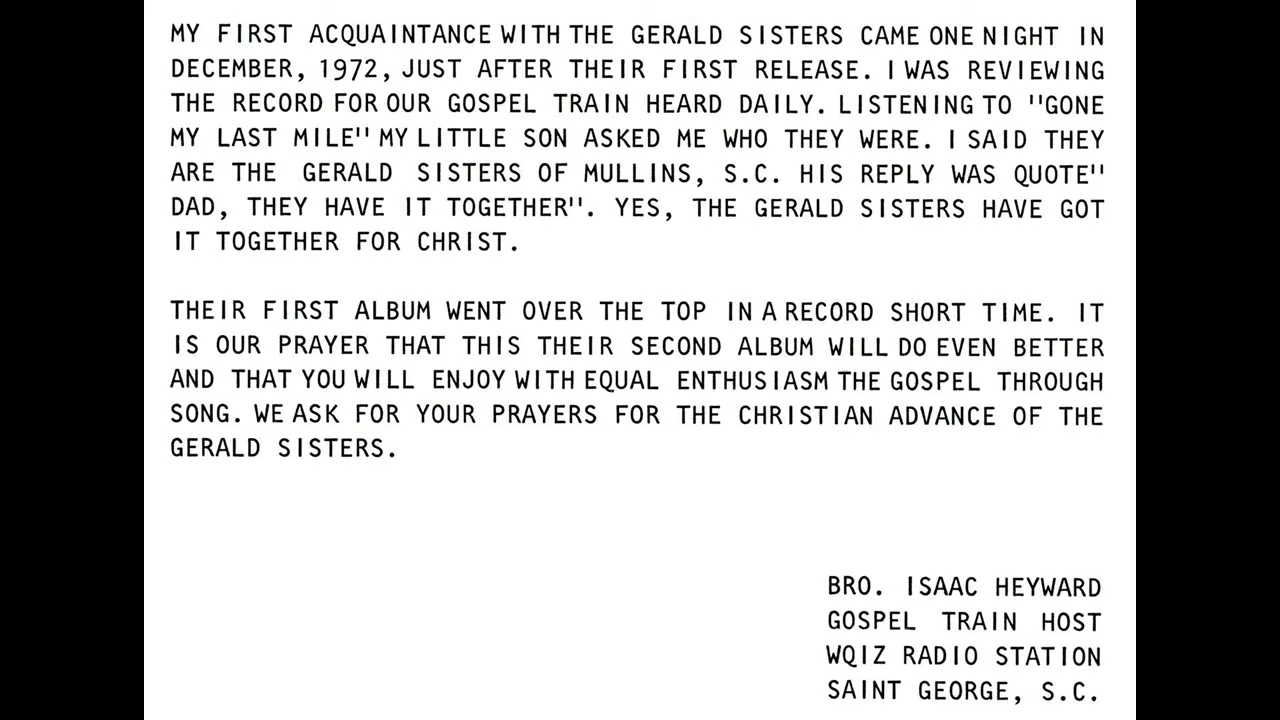 MY FIRST ACQUAINTANCE WITH THE GERALD SISTERS CAME ONE NIGHT IN
DECEMBER, 1972, JUST AFTER THEIR FIRST RELEASE. I WAS REVIEWING
THE RECORD FOR OUR GOSPEL TRAIN HEARD DAILY. LISTENING TO "GONE
MY LAST MILE" MY LITTLE SON ASKED ME WHO THEY WERE. I SAID THEY
ARE THE GERALD SISTERS OF MULLINS, S.C. HIS REPLY WAS QUOTE"
DAD, THEY HAVE IT TOGETHER". YES, THE GERALD SISTERS HAVE GOT
IT TOGETHER FOR CHRIST.

THEIR FIRST ALBUM WENT OVER THE TOP IN A RECORD SHORT TIME. IT
IS OUR PRAYER THAT THIS THEIR SECOND ALBUM WILL DO EVEN BETTER
AND THAT YOU WILL ENJOY WITH EQUAL ENTHUSIASM THE GOSPEL THROUGH
SONG. WE ASK FOR YOUR PRAYERS FOR THE CHRISTIAN ADVANCE OF THE
GERALD SISTERS.

BRO. ISAAC HEYWARD
GOSPEL TRAIN HOST
WQIZ RADIO STATION
SAINT GEORGE, S.C.